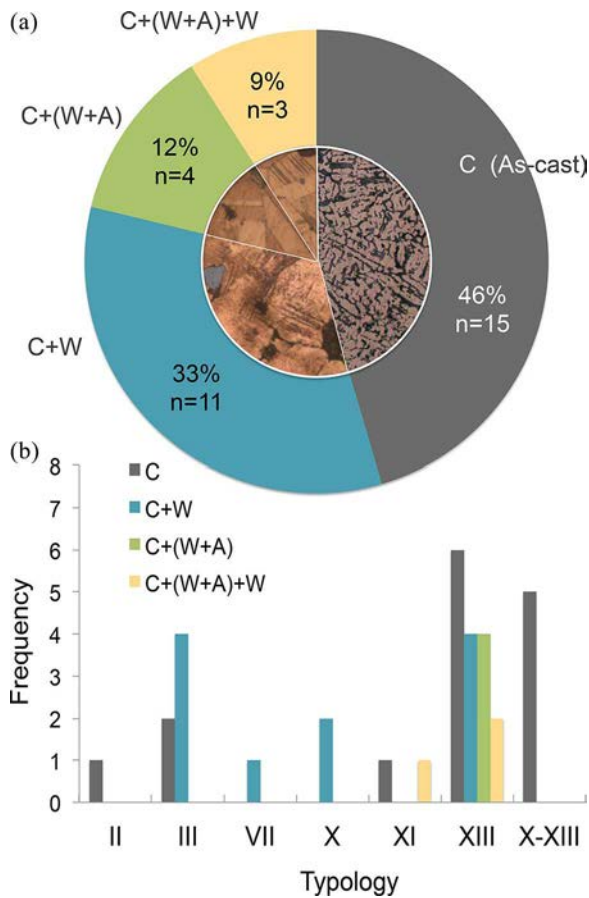 (a)
C+(W+A)+W
9%
n=3
C+(W+A)
12%
n=4
C (As-cast)
46%
n=15
C+W
33%
n=11
(b)
8
7
6
5
4
3
2
1
0
Frequency
C
C+W
C+(W+A)
C+(W+A)+W
II III VII X XI XIII X-XIII
Typology